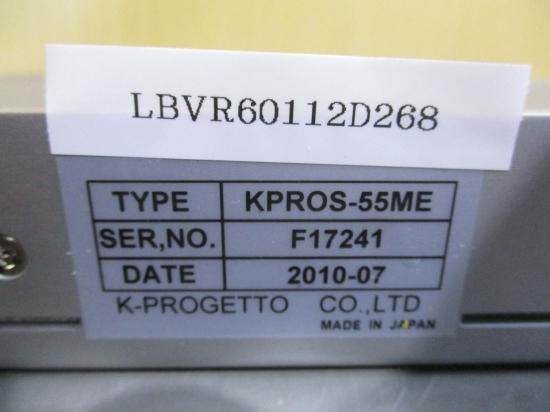 LBVR60112D268
TYPE KPROS-55ME
SER,NO. F17241
DATE 2010-07
K-PROGETTO CO.,LTD
MADE IN JAPAN